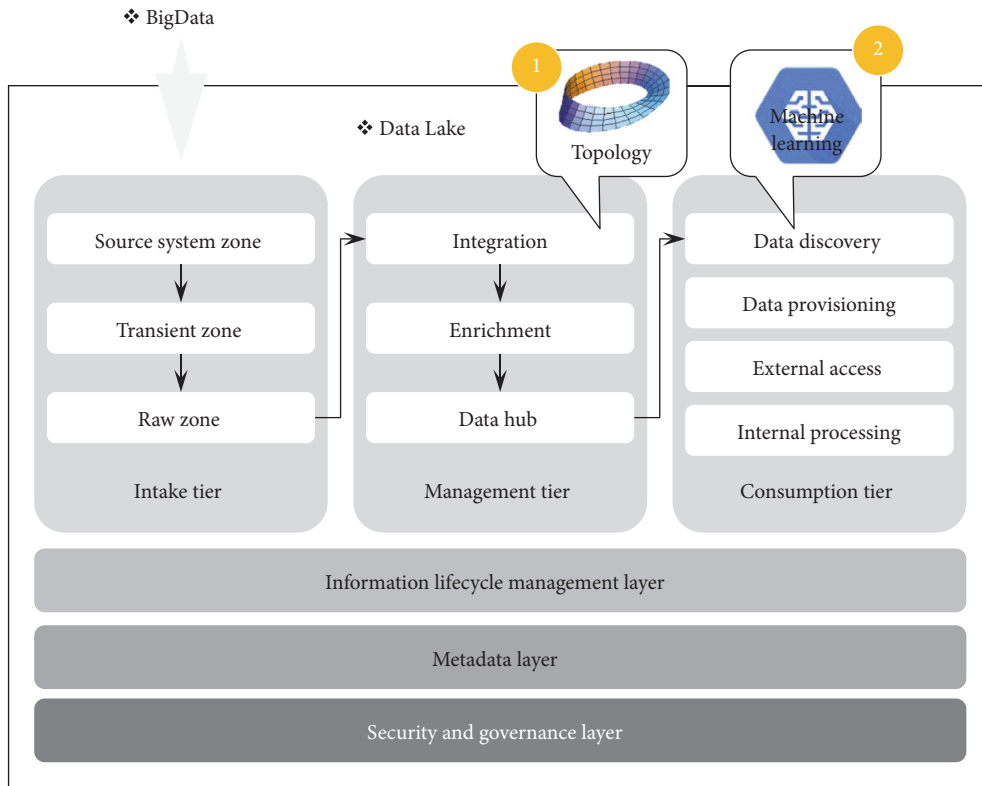 ❖ BigData
1
2
❖ Data Lake
Topology
Machine
learning
Source system zone
Transient zone
Raw zone
Intake tier
Integration
Enrichment
Data hub
Management tier
Data discovery
Data provisioning
External access
Internal processing
Consumption tier
Information lifecycle management layer
Metadata layer
Security and governance layer